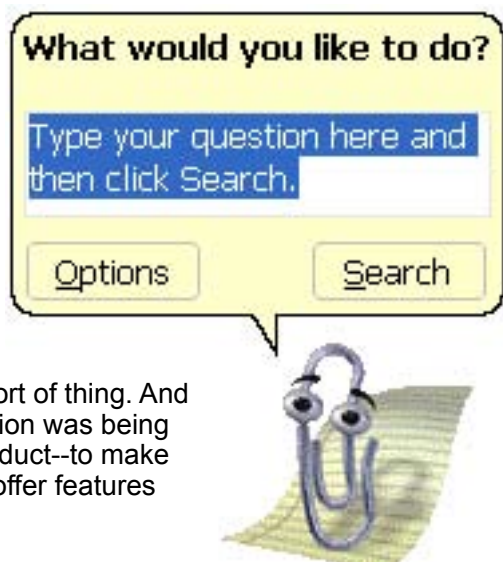 What would you like to do?
Type your question here and
then click Search.
Options
Search
ort of thing. And
ion was being
duct--to make
offer features